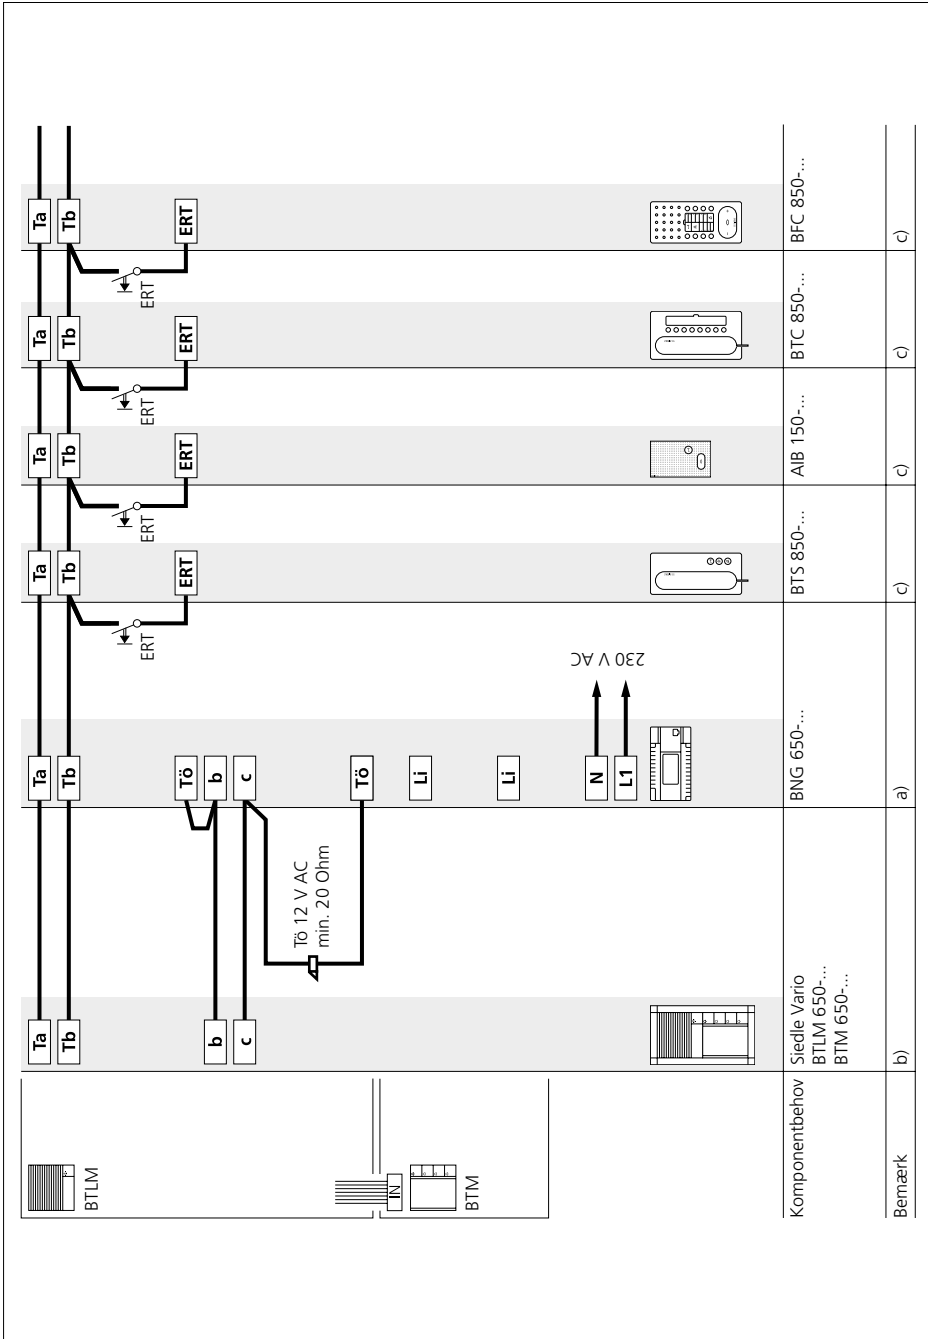 Ta Ta Ta Ta Ta Ta
Tb Tb Tb Tb Tb Tb
BTLM
ERT ERT ERT ERT
Tö ERT ERT ERT ERT
b b
c c
Tö 12 V AC
min. 20 Ohm
Tö
IN
Li
BTM
Li
N
230 V AC
L1
Komponentbehov
Siedle Vario
BTLM 650-...
BTM 650-...
BNG 650-...
BTS 850-...
AIB 150-...
BTC 850-...
BFC 850-...
Bemærk b) a) c) c) c) c)